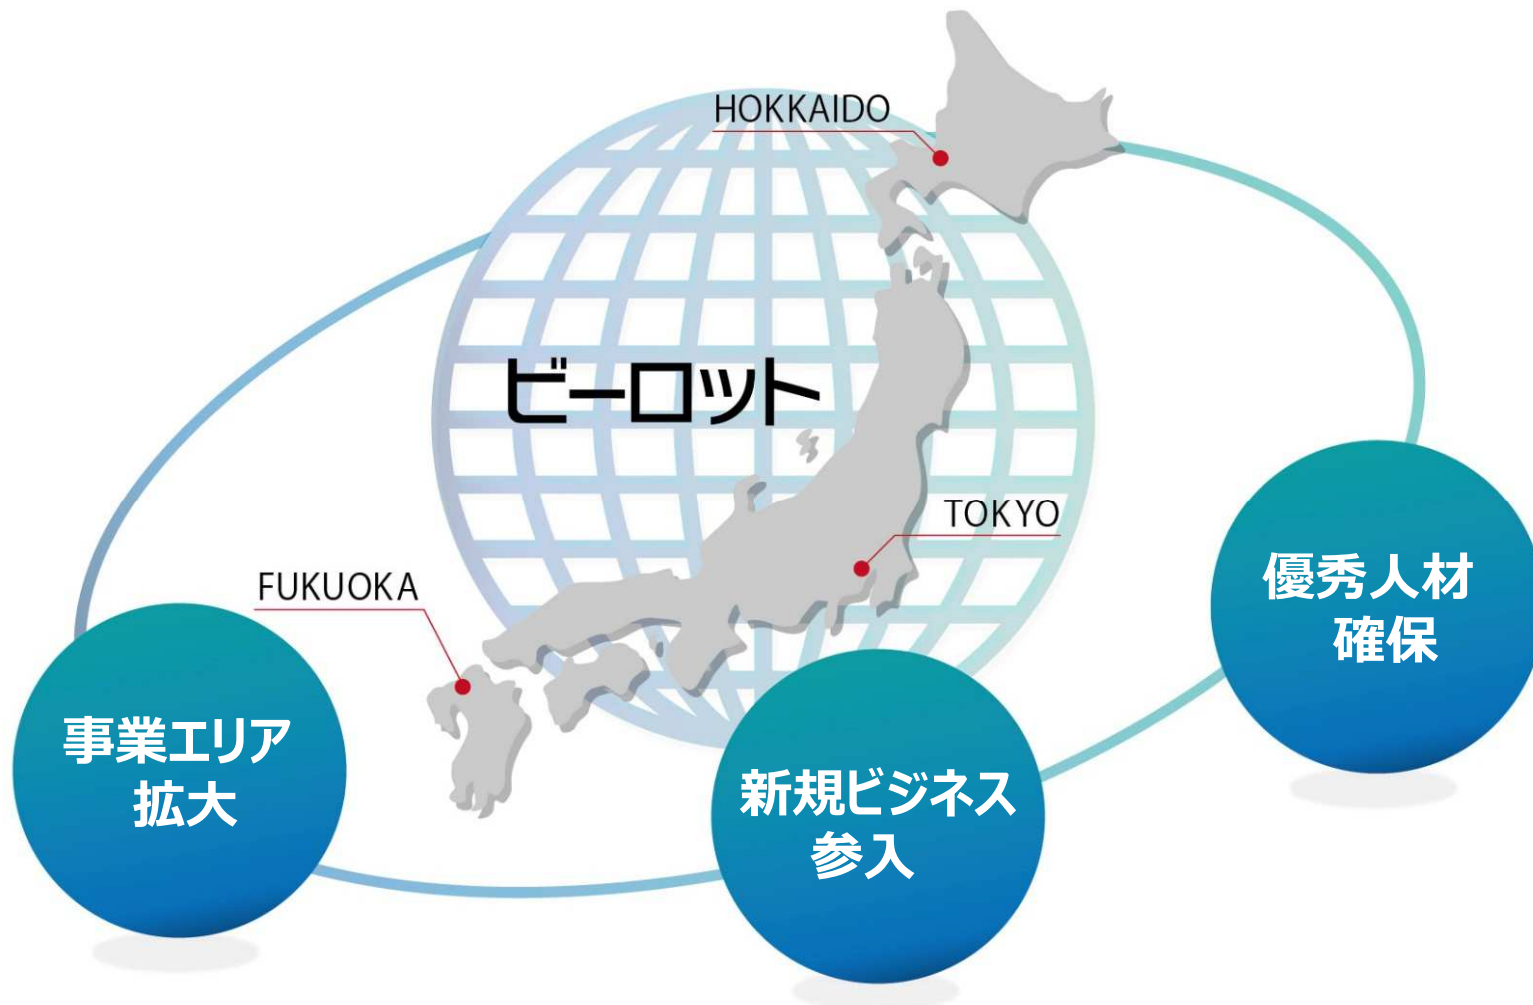 HOKKAIDO
ビーロット
TOKYO
FUKUOKA
優秀人材
確保
事業エリア
拡大
新規ビジネス
参入